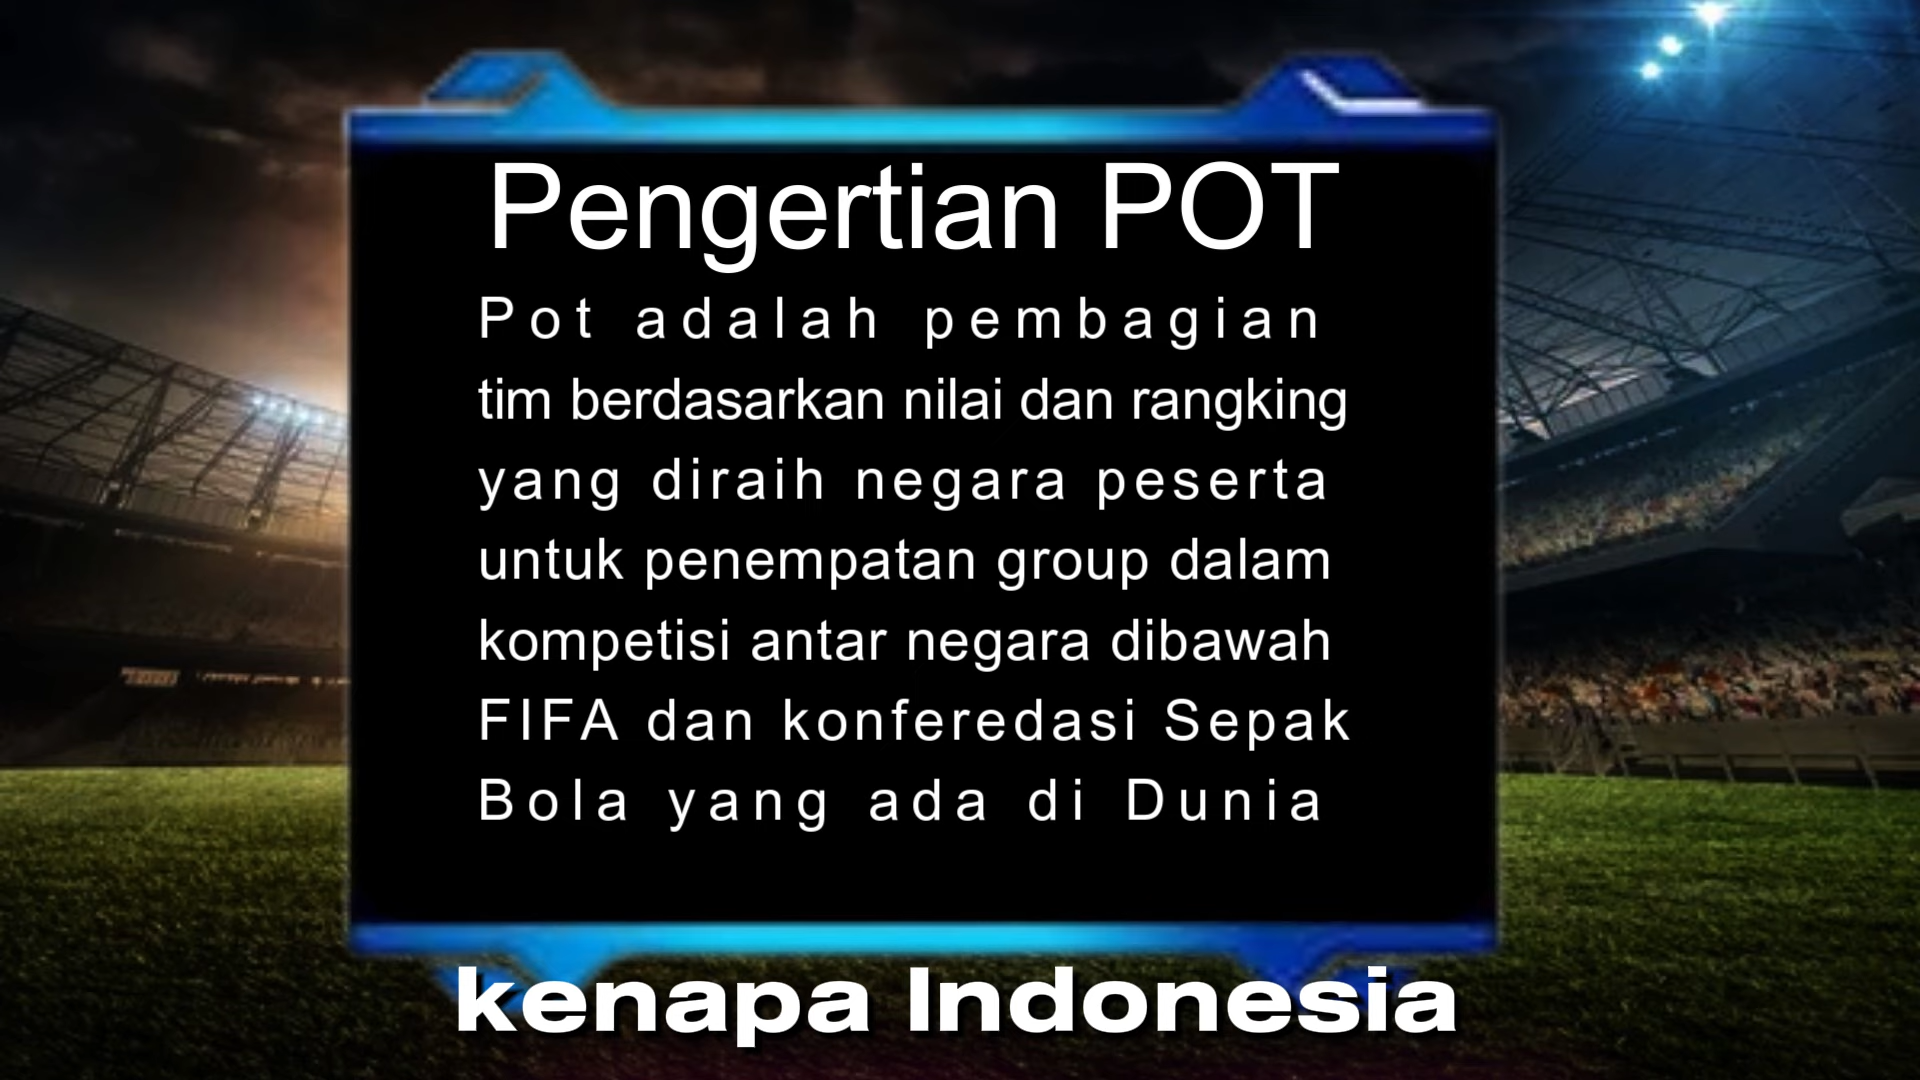 Pengertian POT
Pot adalah pembagian
tim berdasarkan nilai dan rangking
yang diraih negara peserta
untuk penempatan group dalam
kompetisi antar negara dibawah
FIFA dan konferedasi Sepak
Bola yang ada di Dunia
kenapa Indonesia